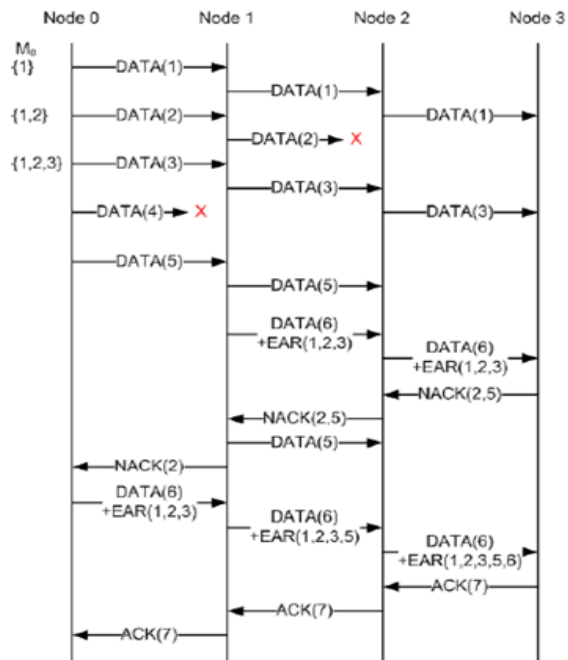 Node 0 Node 1 Node 2 Node 3
M₀
{1} DATA(1)
DATA(1)
{1,2} DATA(2) DATA(1)
DATA(2) X
{1,2,3} DATA(3)
DATA(3)
DATA(4) X DATA(3)
DATA(5)
DATA(5)
DATA(6)
+EAR(1,2,3)
DATA(6)
+EAR(1,2,3)
NACK(2,5)
NACK(2,5)
DATA(5)
NACK(2)
DATA(6)
+EAR(1,2,3)
DATA(6)
+EAR(1,2,3,5)
DATA(6)
+EAR(1,2,3,5,6)
ACK(7)
ACK(7)
ACK(7)